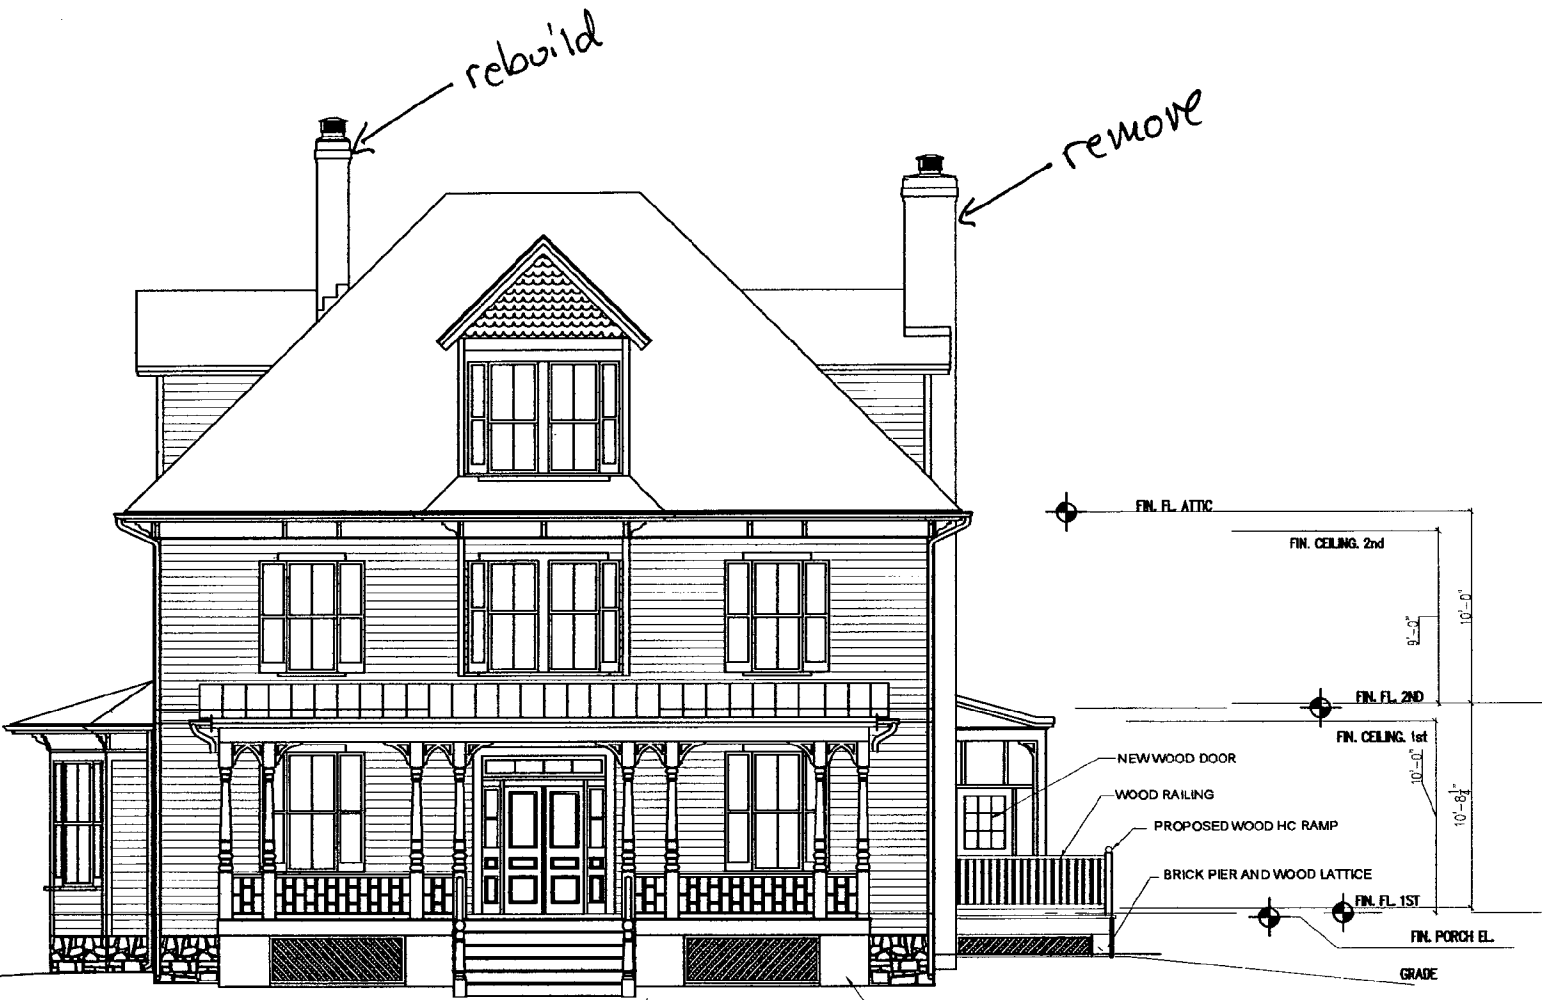 rebuild
remove
FIN. FL. ATTIC
FIN. CEILING. 2nd
9'-0"
10'-0"
FIN. FL. 2ND
FIN. CEILING. 1st
10'-0"
10'-8¼"
NEW WOOD DOOR
WOOD RAILING
PROPOSED WOOD HC RAMP
BRICK PIER AND WOOD LATTICE
FIN. FL. 1ST
FIN. PORCH EL.
GRADE